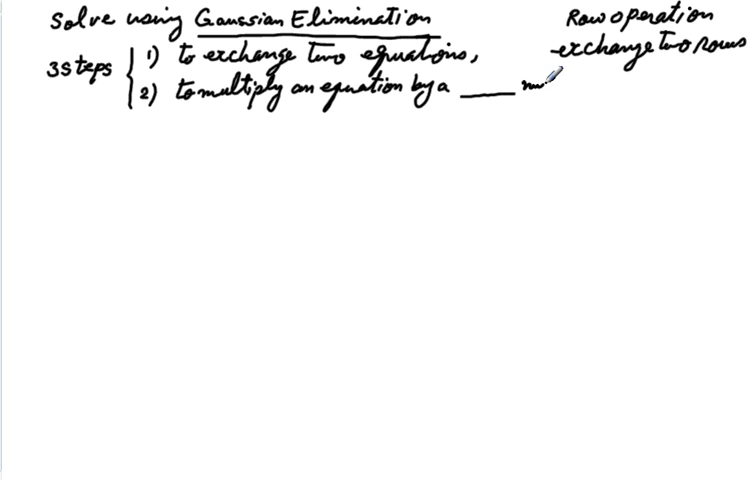 Solve using Gaussian Elimination
Row operation
3 steps
1) to exchange two equations,
exchange two rows
2) to multiply an equation by a ____